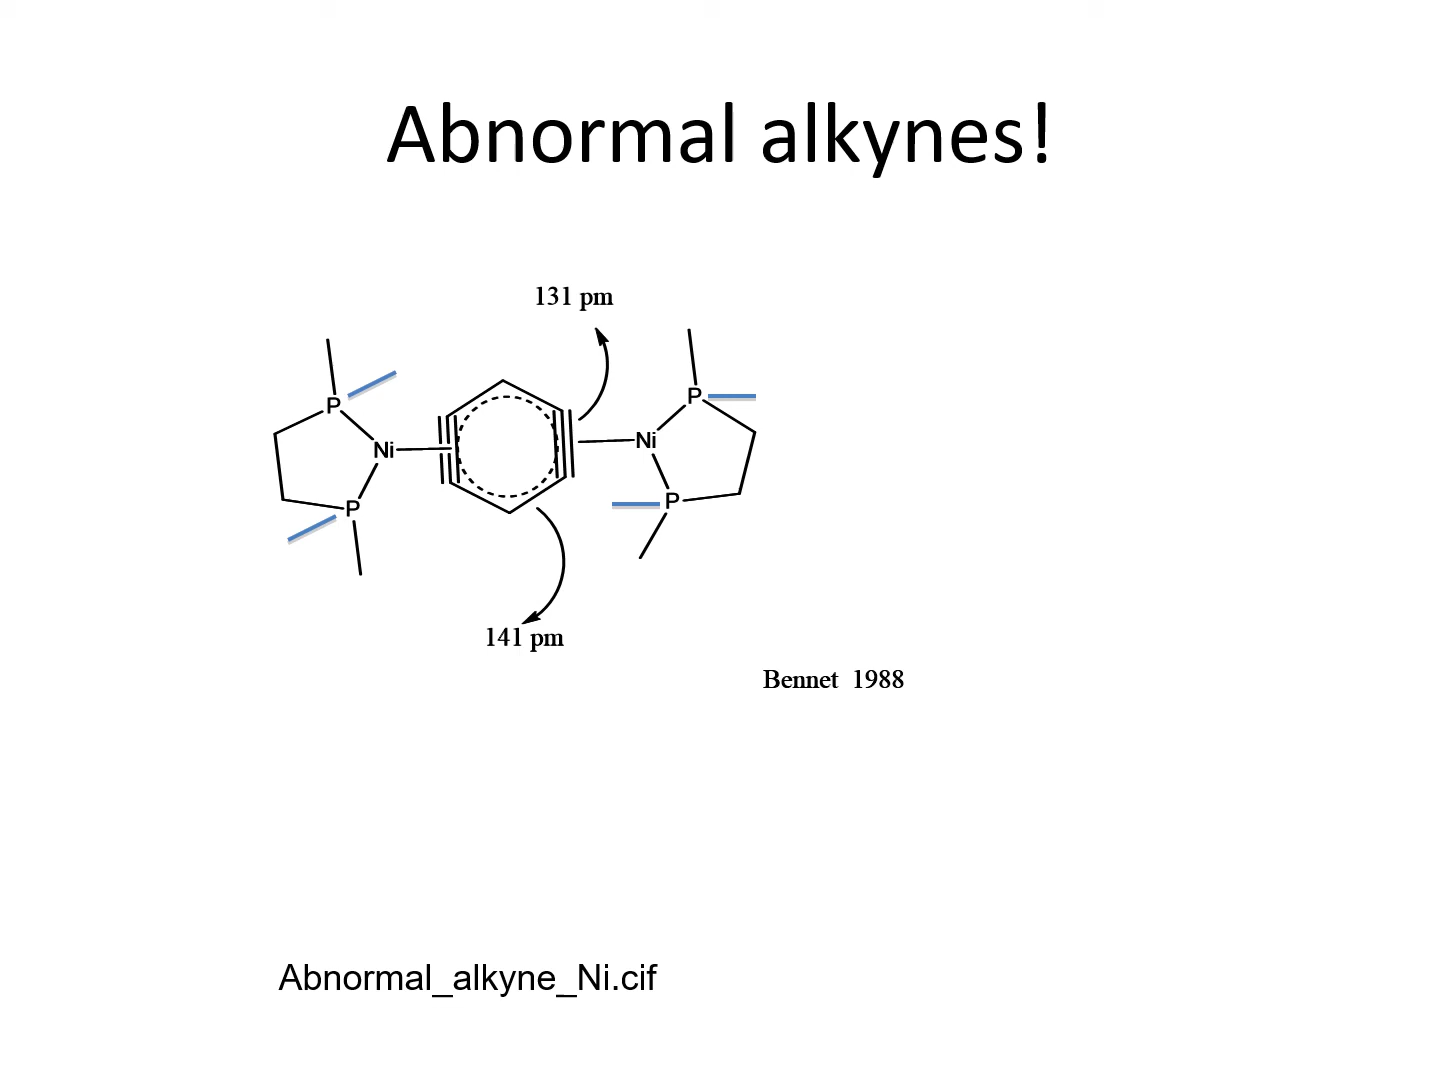 Abnormal alkynes!
131 pm
P
P
Ni
Ni
P
P
141 pm
Bennet 1988
Abnormal_alkyne_Ni.cif